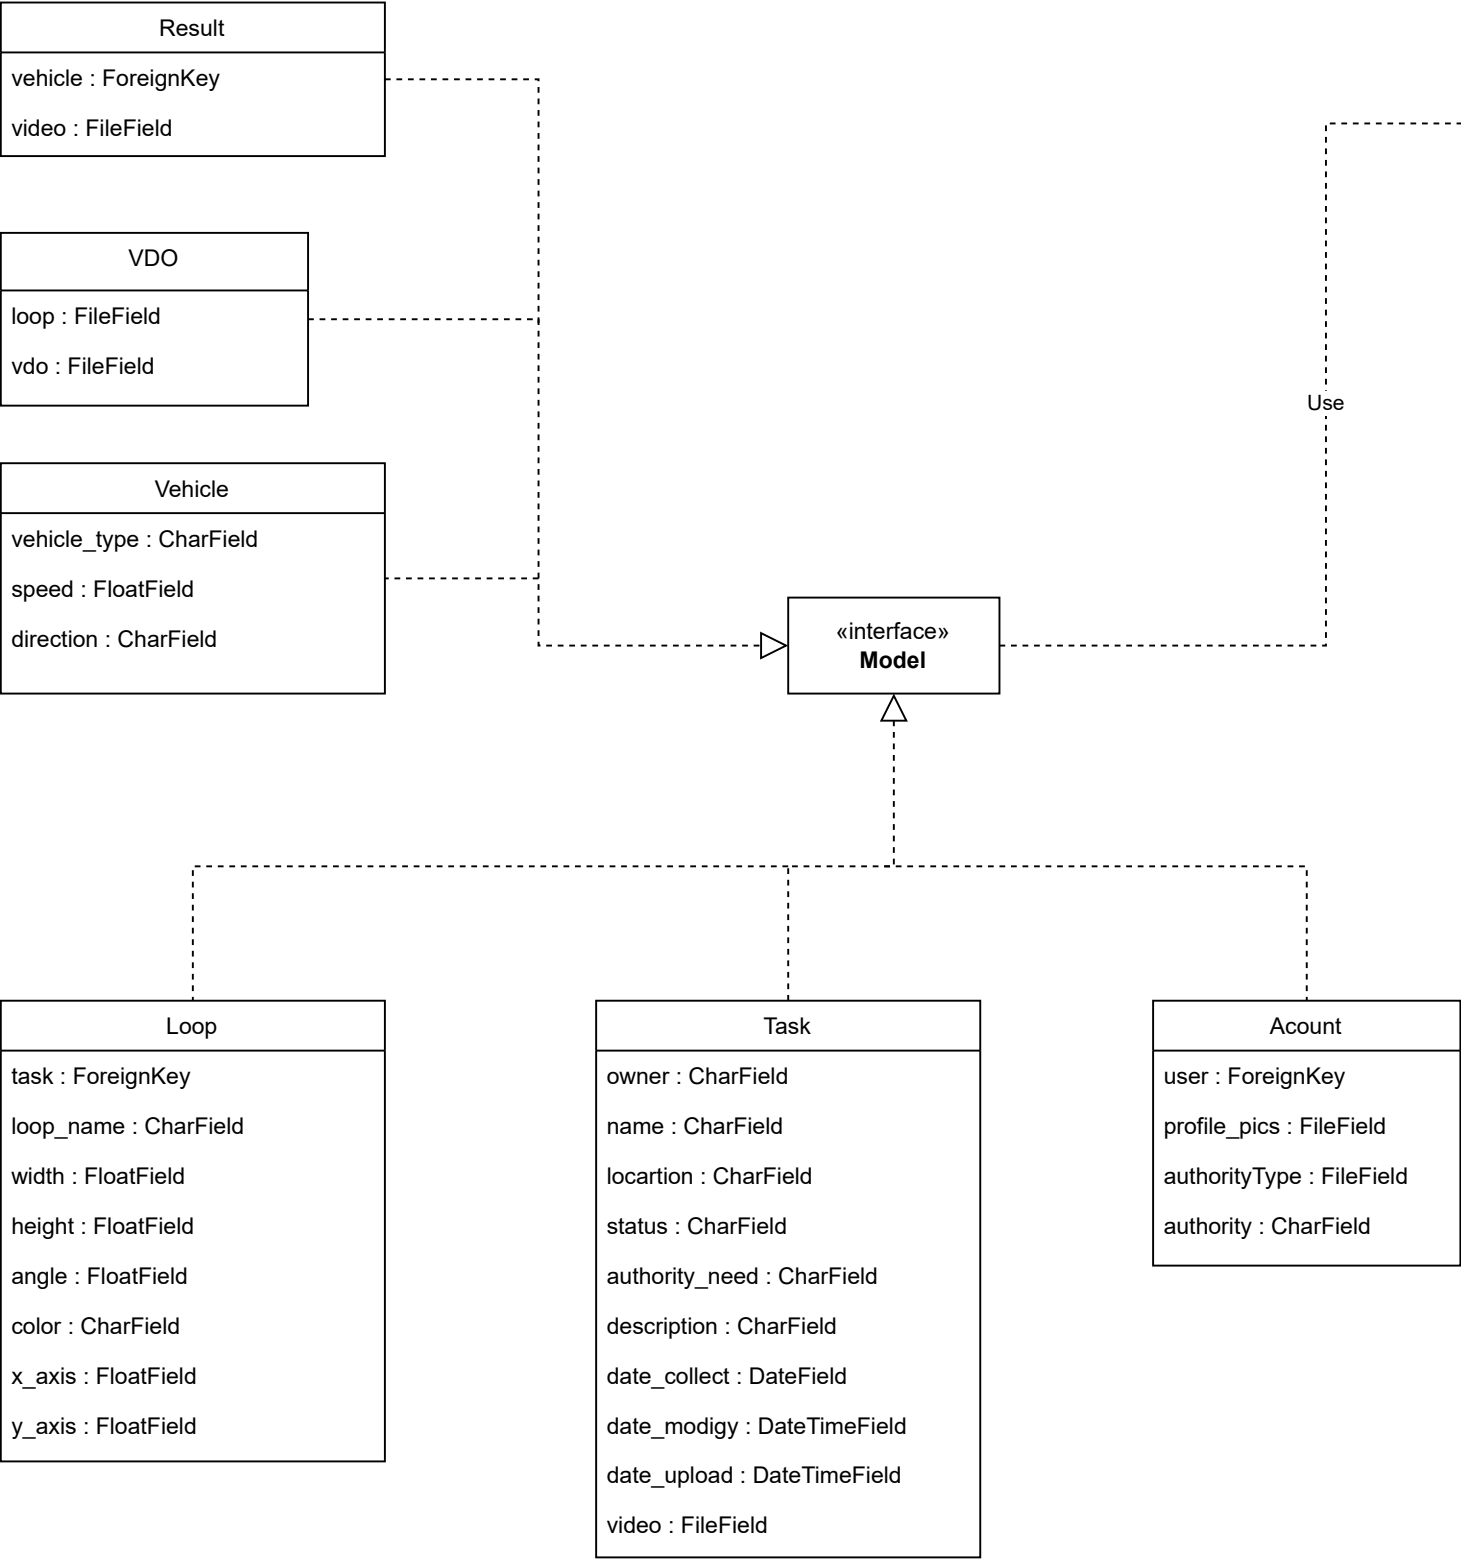 Result
vehicle : ForeignKey
video : FileField
VDO
loop : FileField
vdo : FileField
Vehicle
vehicle_type : CharField
speed : FloatField
direction : CharField
«interface»
Model
Use
Loop
task : ForeignKey
loop_name : CharField
width : FloatField
height : FloatField
angle : FloatField
color : CharField
x_axis : FloatField
y_axis : FloatField
Task
owner : CharField
name : CharField
locartion : CharField
status : CharField
authority_need : CharField
description : CharField
date_collect : DateField
date_modigy : DateTimeField
date_upload : DateTimeField
video : FileField
Acount
user : ForeignKey
profile_pics : FileField
authorityType : FileField
authority : CharField